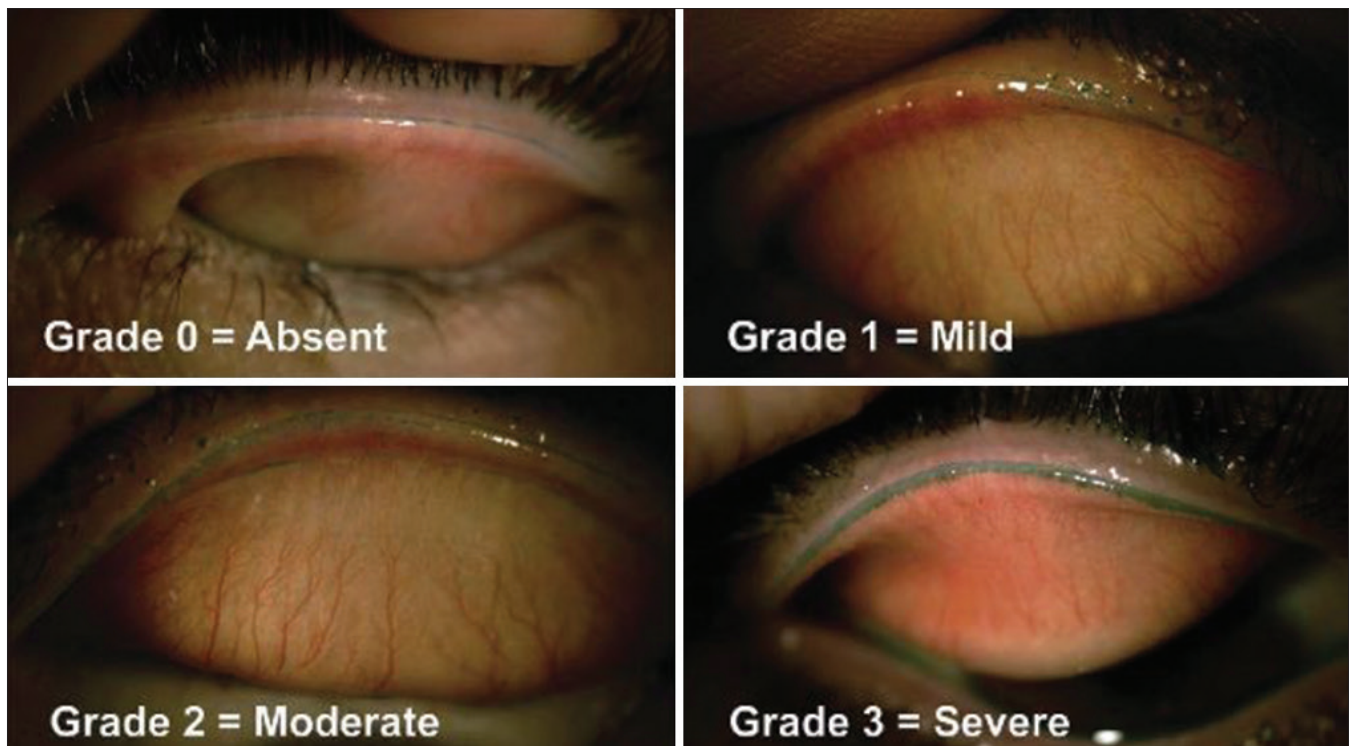 Grade 0 = Absent
Grade 1 = Mild
Grade 2 = Moderate
Grade 3 = Severe